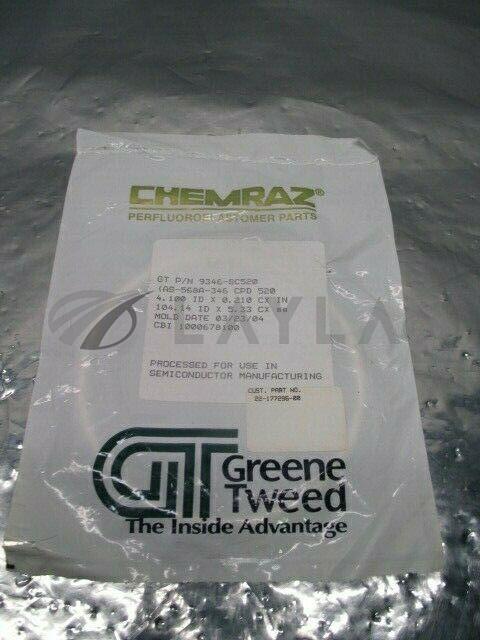 CHEMRAZ®
PERFLUOROELASTOMER PARTS
GT P/N 9346-SC520
(AS-568A-346 CPD 520
4.100 ID X 0.210 CX IN
104.14 ID X 5.33 CX mm
MOLD DATE 03/23/04
CBI 1000678100
PROCESSED FOR USE IN
SEMICONDUCTOR MANUFACTURING
CUST. PART NO.
22-177296-00
GT
Greene
Tweed
The Inside Advantage